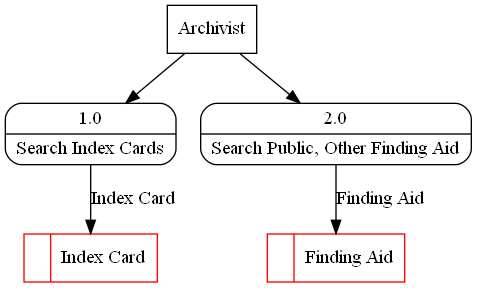 Archivist
1.0
Search Index Cards
2.0
Search Public, Other Finding Aid
Index Card
Finding Aid
Index Card
Finding Aid